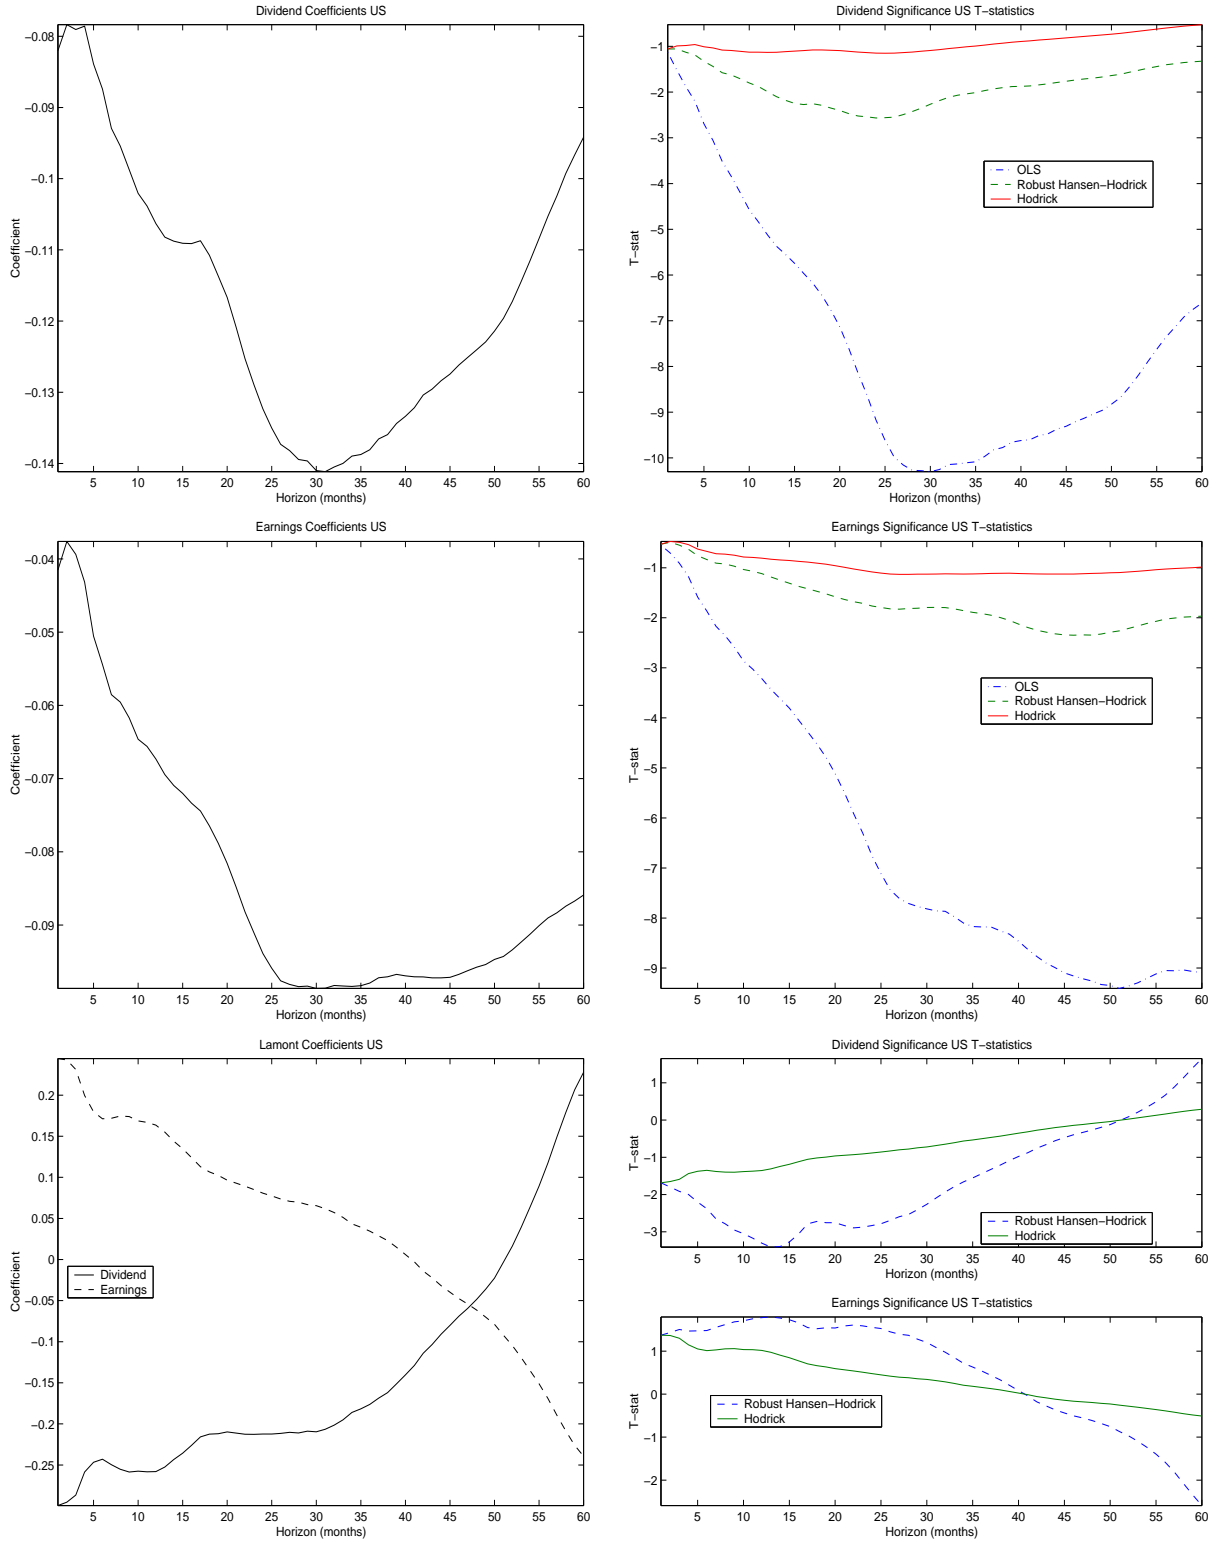 Dividend Coefficients US
−0.08
−0.09
−0.1
−0.11
−0.12
−0.13
−0.14
Coefficient
5 10 15 20 25 30 35 40 45 50 55 60
Horizon (months)
Dividend Significance US T−statistics
−1
−2
−3
−4
−5
−6
−7
−8
−9
−10
T−stat
OLS
Robust Hansen−Hodrick
Hodrick
5 10 15 20 25 30 35 40 45 50 55 60
Horizon (months)
Earnings Coefficients US
−0.04
−0.05
−0.06
−0.07
−0.08
−0.09
Coefficient
5 10 15 20 25 30 35 40 45 50 55 60
Horizon (months)
Earnings Significance US T−statistics
−1
−2
−3
−4
−5
−6
−7
−8
−9
T−stat
OLS
Robust Hansen−Hodrick
Hodrick
5 10 15 20 25 30 35 40 45 50 55 60
Horizon (months)
Lamont Coefficients US
0.2
0.15
0.1
0.05
0
−0.05
−0.1
−0.15
−0.2
−0.25
Coefficient
Dividend
Earnings
5 10 15 20 25 30 35 40 45 50 55 60
Horizon (months)
Dividend Significance US T−statistics
1
0
−1
−2
−3
T−stat
Robust Hansen−Hodrick
Hodrick
5 10 15 20 25 30 35 40 45 50 55 60
Horizon (months)
Earnings Significance US T−statistics
1
0
−1
−2
T−stat
Robust Hansen−Hodrick
Hodrick
5 10 15 20 25 30 35 40 45 50 55 60
Horizon (months)